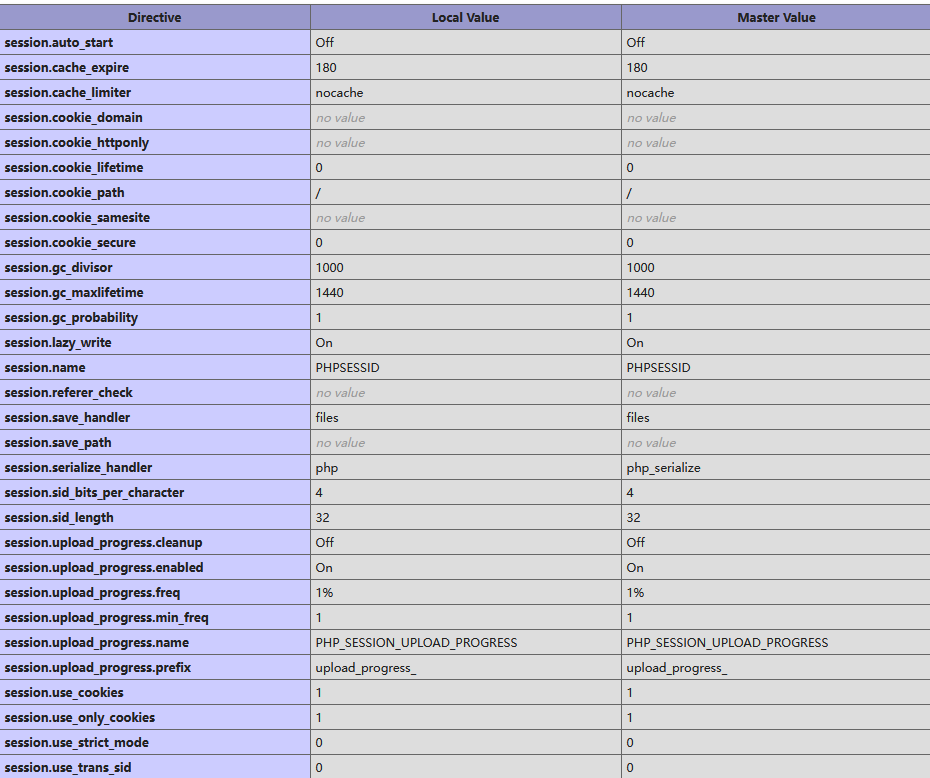 Directive Local Value Master Value
session.auto_start Off Off
session.cache_expire 180 180
session.cache_limiter nocache nocache
session.cookie_domain no value no value
session.cookie_httponly no value no value
session.cookie_lifetime 0 0
session.cookie_path / /
session.cookie_samesite no value no value
session.cookie_secure 0 0
session.gc_divisor 1000 1000
session.gc_maxlifetime 1440 1440
session.gc_probability 1 1
session.lazy_write On On
session.name PHPSESSID PHPSESSID
session.referer_check no value no value
session.save_handler files files
session.save_path no value no value
session.serialize_handler php php_serialize
session.sid_bits_per_character 4 4
session.sid_length 32 32
session.upload_progress.cleanup Off Off
session.upload_progress.enabled On On
session.upload_progress.freq 1% 1%
session.upload_progress.min_freq 1 1
session.upload_progress.name PHP_SESSION_UPLOAD_PROGRESS PHP_SESSION_UPLOAD_PROGRESS
session.upload_progress.prefix upload_progress_ upload_progress_
session.use_cookies 1 1
session.use_only_cookies 1 1
session.use_strict_mode 0 0
session.use_trans_sid 0 0